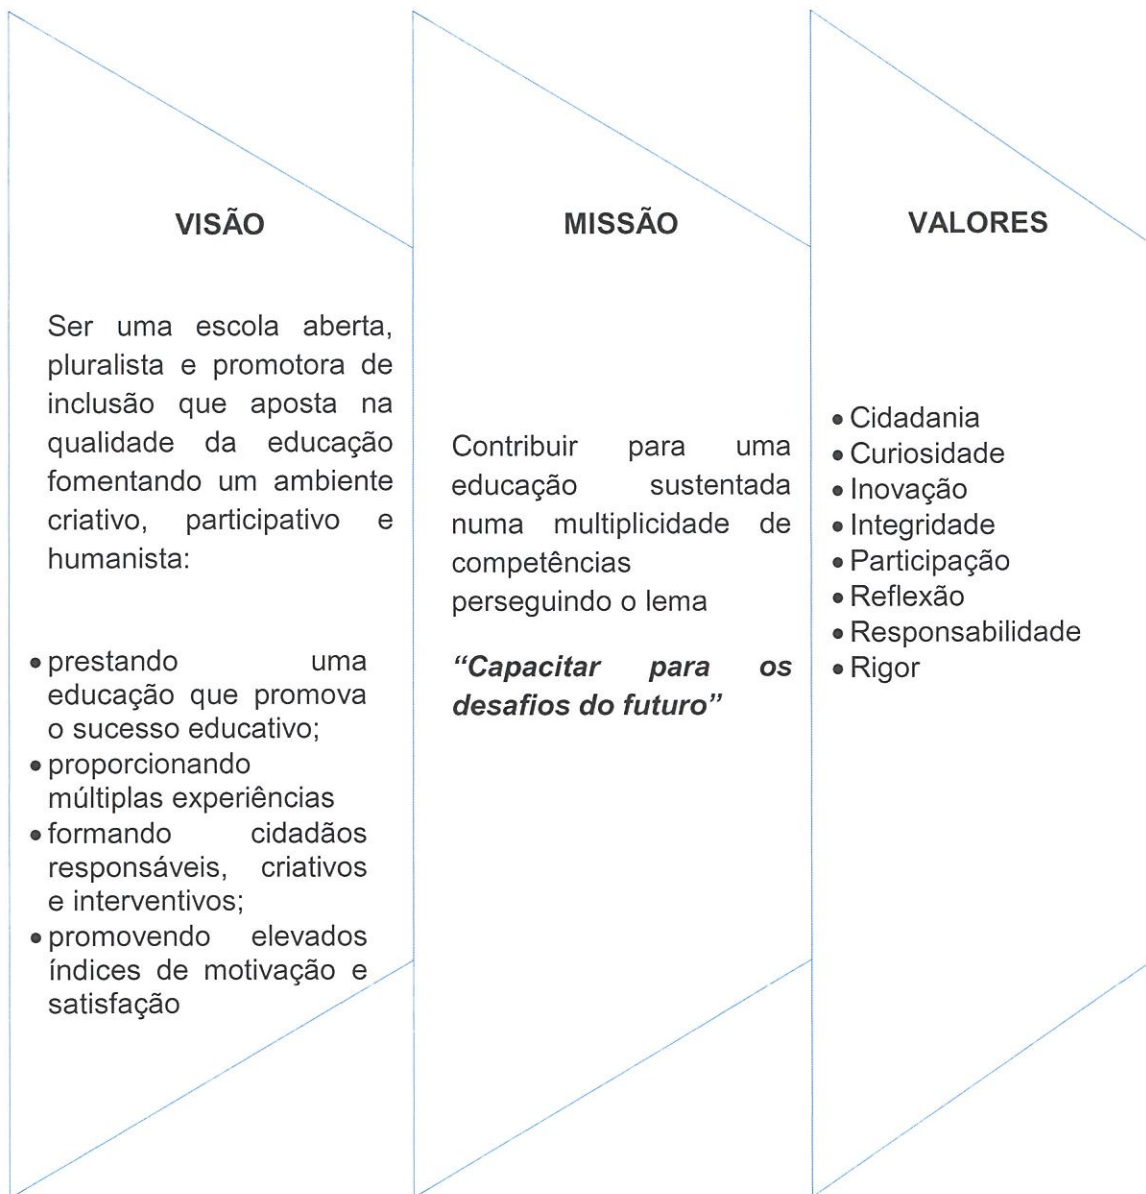 VISÃO
Ser uma escola aberta,
pluralista e promotora de
inclusão que aposta na
qualidade da educação
fomentando um ambiente
criativo, participativo e
humanista:
• prestando uma
educação que promova
o sucesso educativo;
• proporcionando
múltiplas experiências
• formando cidadãos
responsáveis, criativos
e interventivos;
• promovendo elevados
índices de motivação e
satisfação
MISSÃO
Contribuir para uma
educação sustentada
numa multiplicidade de
competências
perseguindo o lema
“Capacitar para os
desafios do futuro”
VALORES
• Cidadania
• Curiosidade
• Inovação
• Integridade
• Participação
• Reflexão
• Responsabilidade
• Rigor